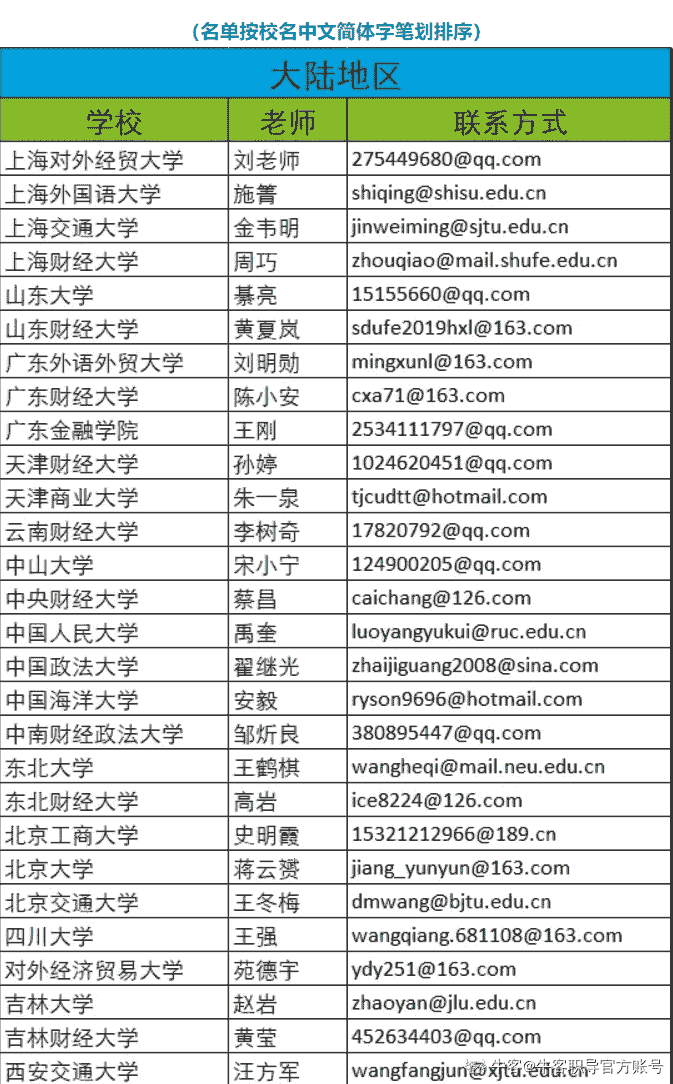 （名单按校名中文简体字笔划排序）
大陆地区
学校 老师 联系方式
上海对外经贸大学 刘老师 275449680@qq.com
上海外国语大学 施箐 shiqing@shisu.edu.cn
上海交通大学 金韦明 jinweiming@sjtu.edu.cn
上海财经大学 周巧 zhouqiao@mail.shufe.edu.cn
山东大学 綦亮 15155660@qq.com
山东财经大学 黄夏岚 sdufe2019hxl@163.com
广东外语外贸大学 刘明勋 mingxunl@163.com
广东财经大学 陈小安 cxa71@163.com
广东金融学院 王刚 2534111797@qq.com
天津财经大学 孙婷 1024620451@qq.com
天津商业大学 朱一泉 tjcudtt@hotmail.com
云南财经大学 李树奇 17820792@qq.com
中山大学 宋小宁 124900205@qq.com
中央财经大学 蔡昌 caichang@126.com
中国人民大学 禹奎 luoyangyukui@ruc.edu.cn
中国政法大学 翟继光 zhaijiguang2008@sina.com
中国海洋大学 安毅 ryson9696@hotmail.com
中南财经政法大学 邹炘良 380895447@qq.com
东北大学 王鹤棋 wangheqi@mail.neu.edu.cn
东北财经大学 高岩 ice8224@126.com
北京工商大学 史明霞 15321212966@189.cn
北京大学 蒋云赟 jiang_yunyun@163.com
北京交通大学 王冬梅 dmwang@bjtu.edu.cn
四川大学 王强 wangqiang.681108@163.com
对外经济贸易大学 苑德宇 ydy251@163.com
吉林大学 赵岩 zhaoyan@jlu.edu.cn
吉林财经大学 黄莹 452634403@qq.com
西安交通大学 汪方军 wangfangjun@xjtu.edu.cn
牛客@牛客职导官方账号